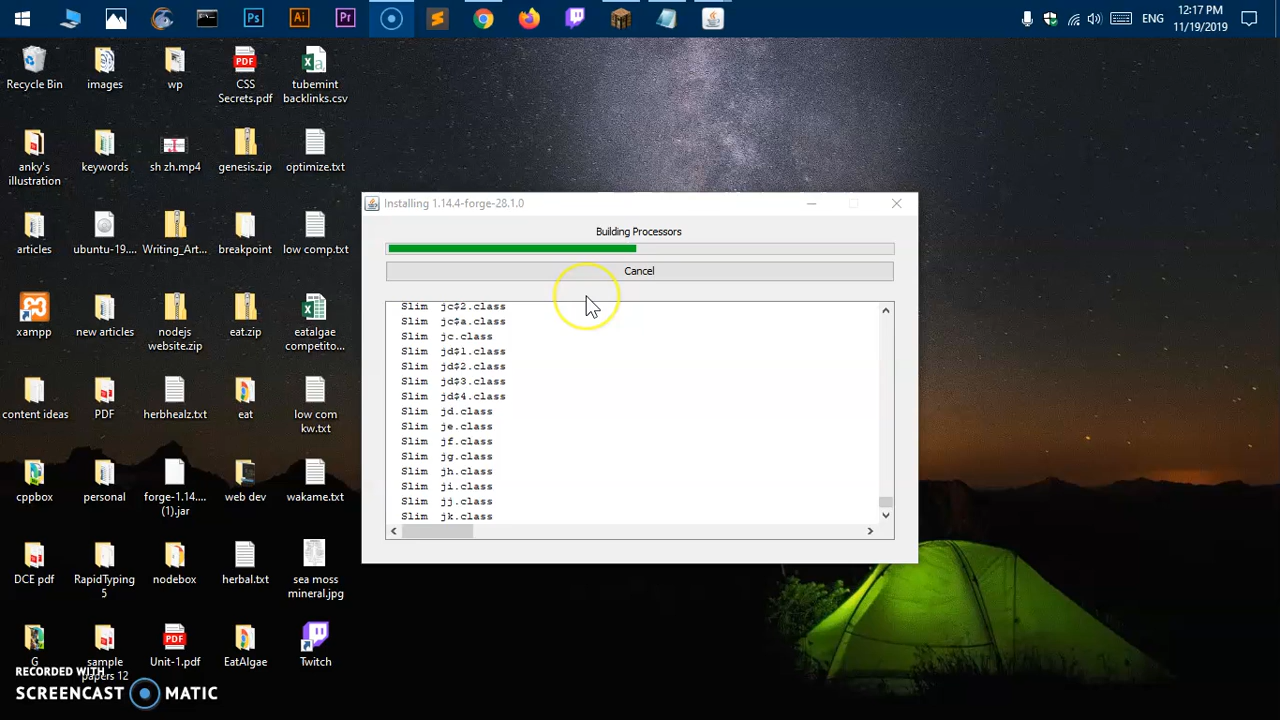 Ps
Ai
Pr
ENG
12:17 PM
11/19/2019
Recycle Bin
images
wp
CSS
Secrets.pdf
tubemint
backlinks.csv
anky's
illustration
keywords
sh zh.mp4
genesis.zip
optimize.txt
articles
ubuntu-19....
Writing_Art...
breakpoint
low comp.txt
xampp
new articles
nodejs
website.zip
eat.zip
eatalgae
competito...
content ideas
PDF
herbhealz.txt
eat
low com
kw.txt
cppbox
personal
forge-1.14....
(1).jar
web dev
wakame.txt
DCE pdf
RapidTyping
5
nodebox
herbal.txt
sea moss
mineral.jpg
G
sample
papers 12
Unit-1.pdf
EatAlgae
Twitch
Installing 1.14.4-forge-28.1.0
Building Processors
Cancel
Slim jc$2.class
Slim jc$a.class
Slim jc.class
Slim jd$1.class
Slim jd$2.class
Slim jd$3.class
Slim jd$4.class
Slim jd.class
Slim je.class
Slim jf.class
Slim jg.class
Slim jh.class
Slim ji.class
Slim jj.class
Slim jk.class
RECORDED WITH
SCREENCAST MATIC